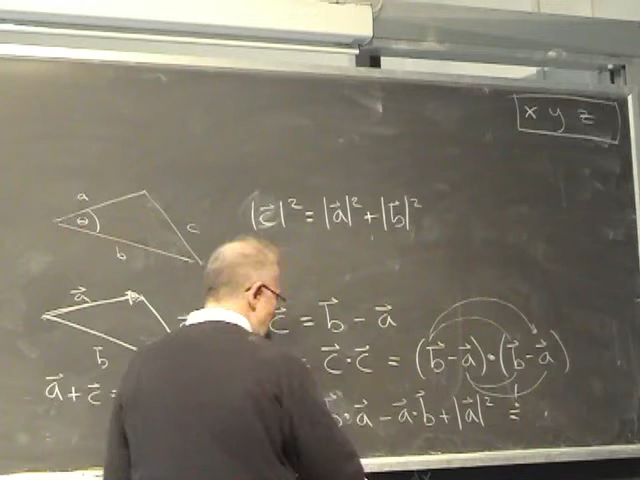 x y z
a
θ
c
b
|c⃗|² = |a⃗|² + |b⃗|²
a⃗
b⃗
c⃗ = b⃗ - a⃗
c⃗ · c⃗ = (b⃗ - a⃗) · (b⃗ - a⃗)
a⃗ + c⃗ =
b⃗ · a⃗ - a⃗ · b⃗ + |a⃗|² =